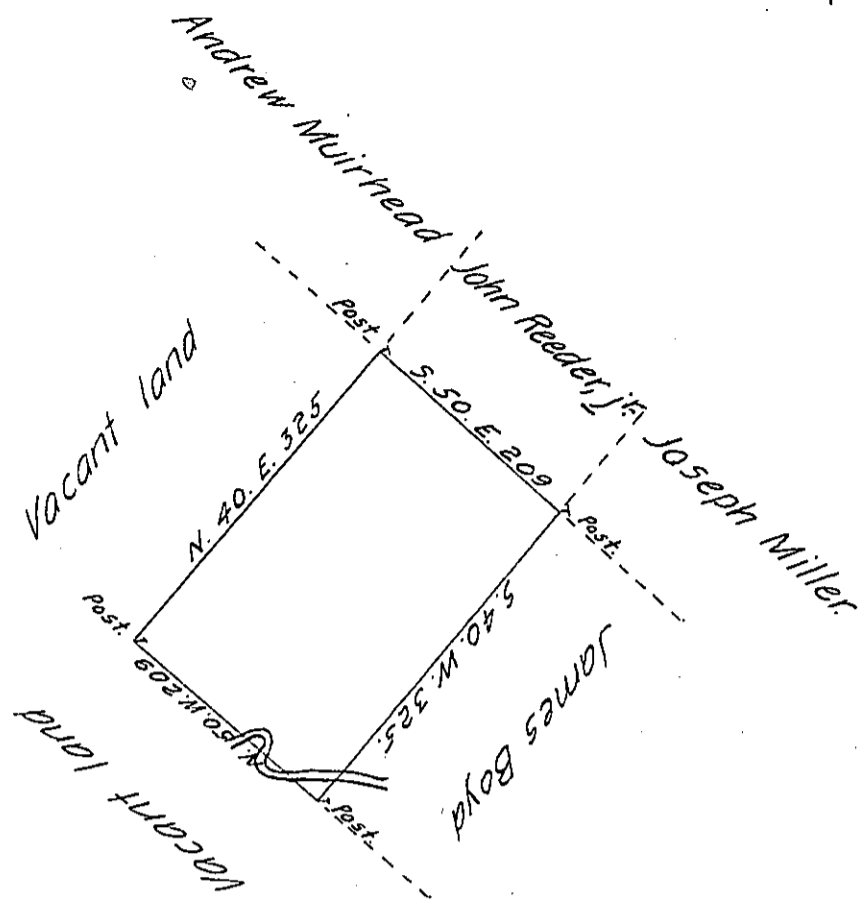 Andrew Muirhead
John Reeder, jr.
Joseph Miller.
Post.
S. 50. E. 209
Vacant land
N. 40. E. 325
Post.
S. 40. W. 325.
James Boyd
Post.
N. 50. W. 209
Vacant land
Post.